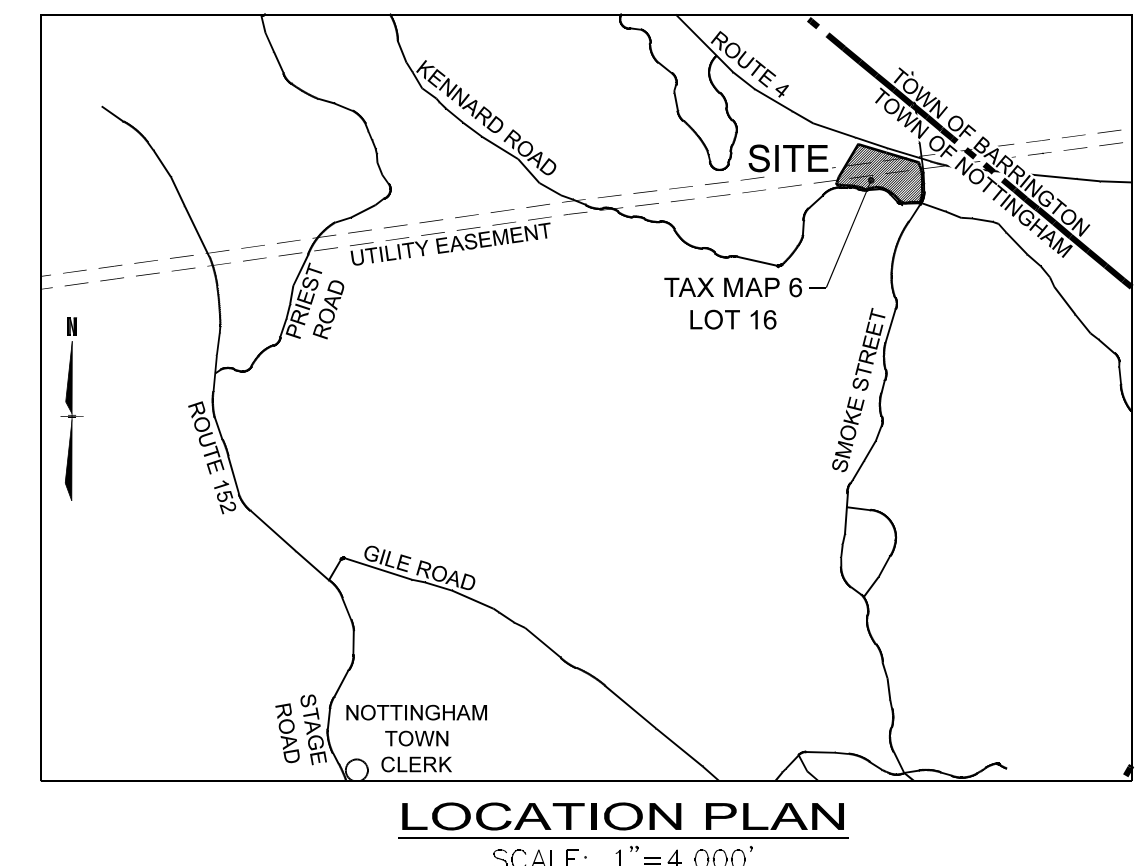 ROUTE 4
KENNARD ROAD
TOWN OF BARRINGTON
TOWN OF NOTTINGHAM
SITE
UTILITY EASEMENT
PRIEST
ROAD
TAX MAP 6
LOT 16
N
SMOKE STREET
ROUTE 152
GILE ROAD
STAGE
ROAD
NOTTINGHAM
TOWN
CLERK
LOCATION PLAN
SCALE: 1"=4,000'